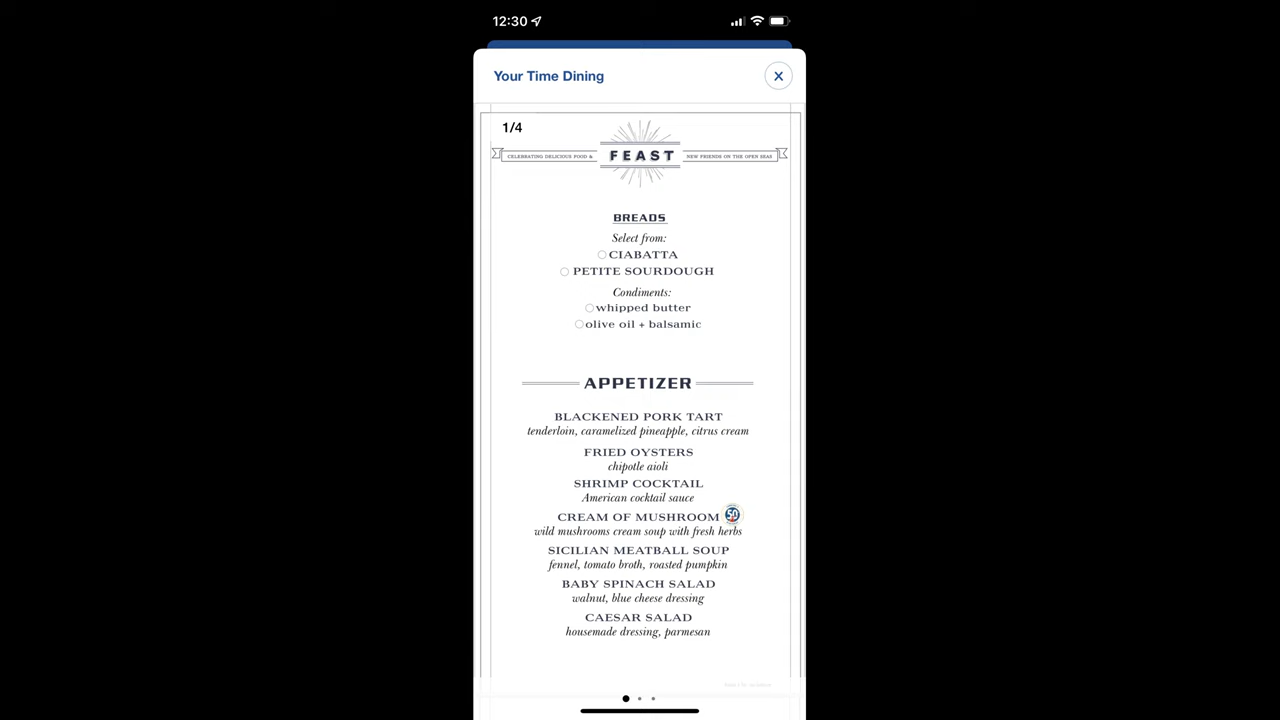 12:30
Your Time Dining
1/4
CELEBRATING DELICIOUS FOOD & FEAST NEW FRIENDS ON THE OPEN SEAS
BREADS
Select from:
CIABATTA
PETITE SOURDOUGH
Condiments:
whipped butter
olive oil + balsamic
APPETIZER
BLACKENED PORK TART
tenderloin, caramelized pineapple, citrus cream
FRIED OYSTERS
chipotle aioli
SHRIMP COCKTAIL
American cocktail sauce
CREAM OF MUSHROOM 50
wild mushrooms cream soup with fresh herbs
SICILIAN MEATBALL SOUP
fennel, tomato broth, roasted pumpkin
BABY SPINACH SALAD
walnut, blue cheese dressing
CAESAR SALAD
housemade dressing, parmesan